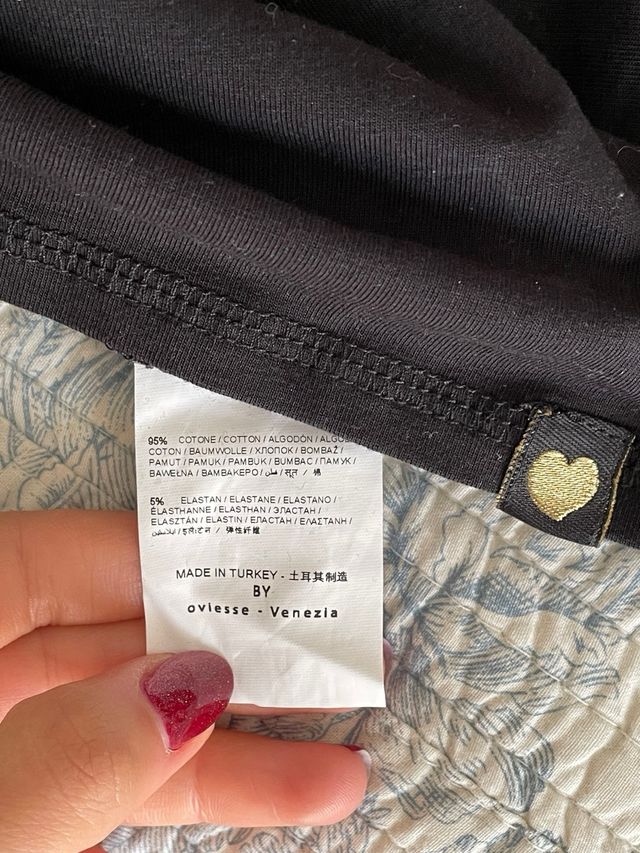 95% COTONE / COTTON / ALGODÓN / ALGO
COTON / BAUMWOLLE / ХЛОПОК / BOMBAŽ /
PAMUT / PAMUK / PAMBUK / BUMBAC / ПАМУК /
BAWEŁNA / ΒΑΜΒΑΚΕΡΟ / قطن / सूत / 棉
5% ELASTAN / ELASTANE / ELASTANO /
ÉLASTHANNE / ELASTHAN / ЭЛАСТАН /
ELASZTÁN / ELASTIN / ЕЛАСТАН / ΕΛΑΣΤΑΝΗ /
/ 弹性纤维
MADE IN TURKEY - 土耳其制造
BY
oviesse - Venezia